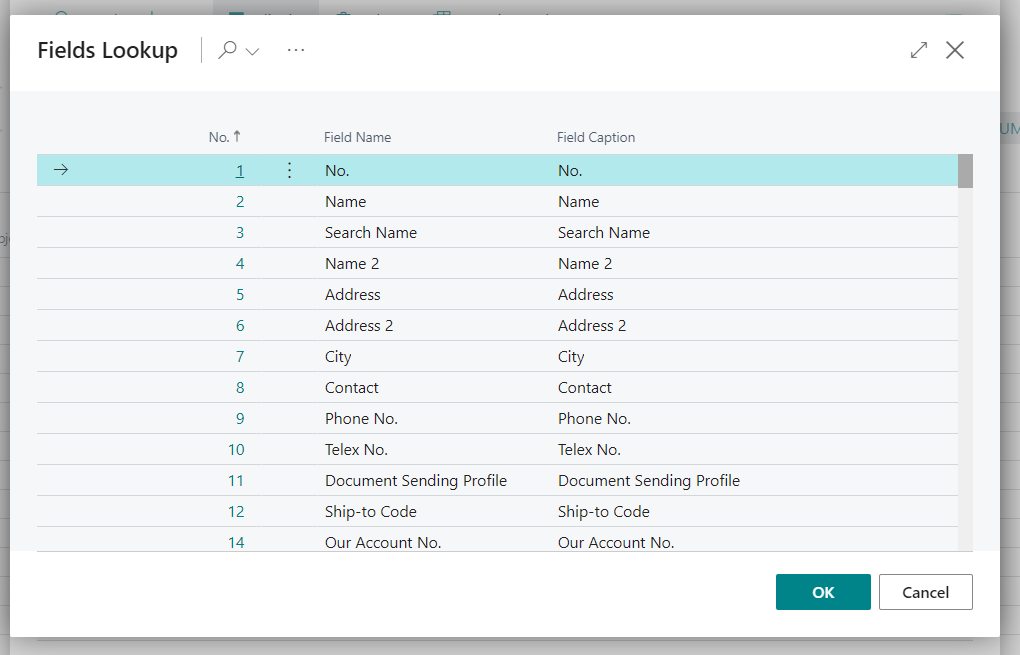 Fields Lookup
No. ↑ Field Name Field Caption
1 No. No.
2 Name Name
3 Search Name Search Name
4 Name 2 Name 2
5 Address Address
6 Address 2 Address 2
7 City City
8 Contact Contact
9 Phone No. Phone No.
10 Telex No. Telex No.
11 Document Sending Profile Document Sending Profile
12 Ship-to Code Ship-to Code
14 Our Account No. Our Account No.
OK Cancel